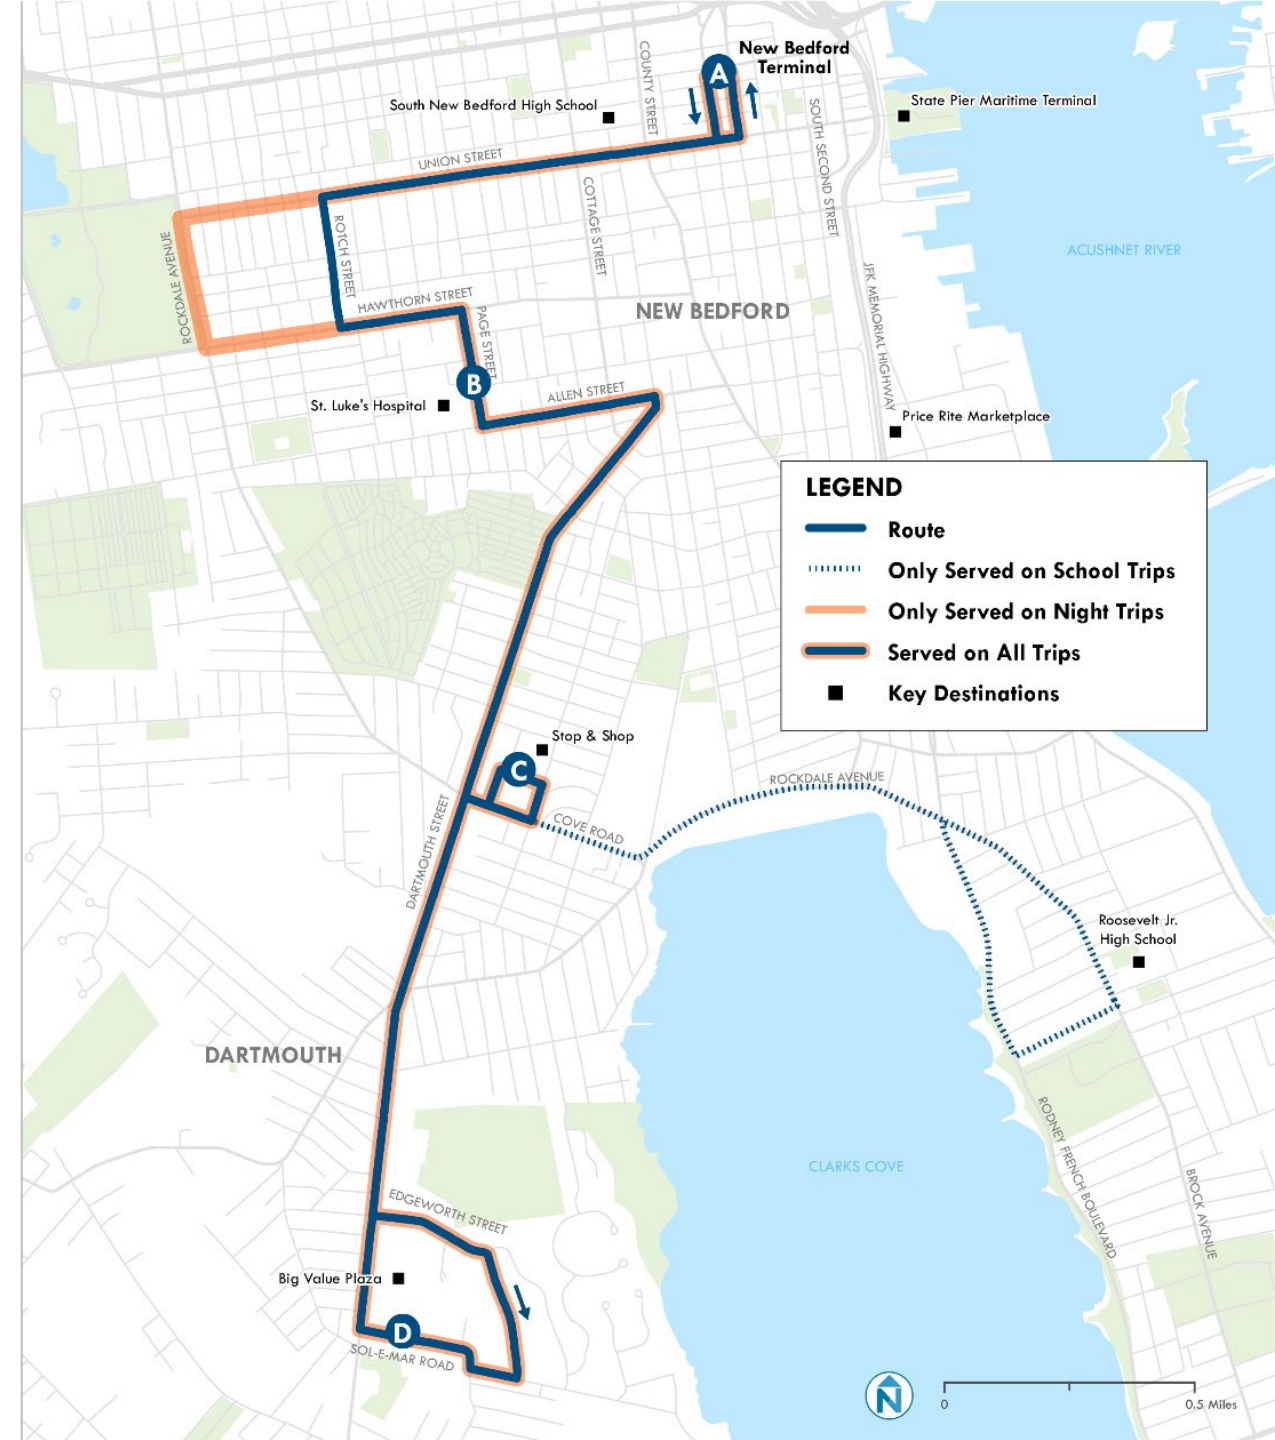 New Bedford
Terminal
A
COUNTY STREET
South New Bedford High School
State Pier Maritime Terminal
SOUTH SECOND STREET
UNION STREET
COTTAGE STREET
ROTCH STREET
ROCKDALE AVENUE
ACUSHNET RIVER
HAWTHORN STREET
NEW BEDFORD
PAGE STREET
JFK MEMORIAL HIGHWAY
B
ALLEN STREET
St. Luke's Hospital
Price Rite Marketplace
LEGEND
Route
Only Served on School Trips
Only Served on Night Trips
Served on All Trips
Key Destinations
Stop & Shop
C
ROCKDALE AVENUE
COVE ROAD
DARTMOUTH STREET
Roosevelt Jr.
High School
DARTMOUTH
CLARKS COVE
RODNEY FRENCH BOULEVARD
BROCK AVENUE
EDGEWORTH STREET
Big Value Plaza
D
SOL-E-MAR ROAD
N
0
0.5 Miles